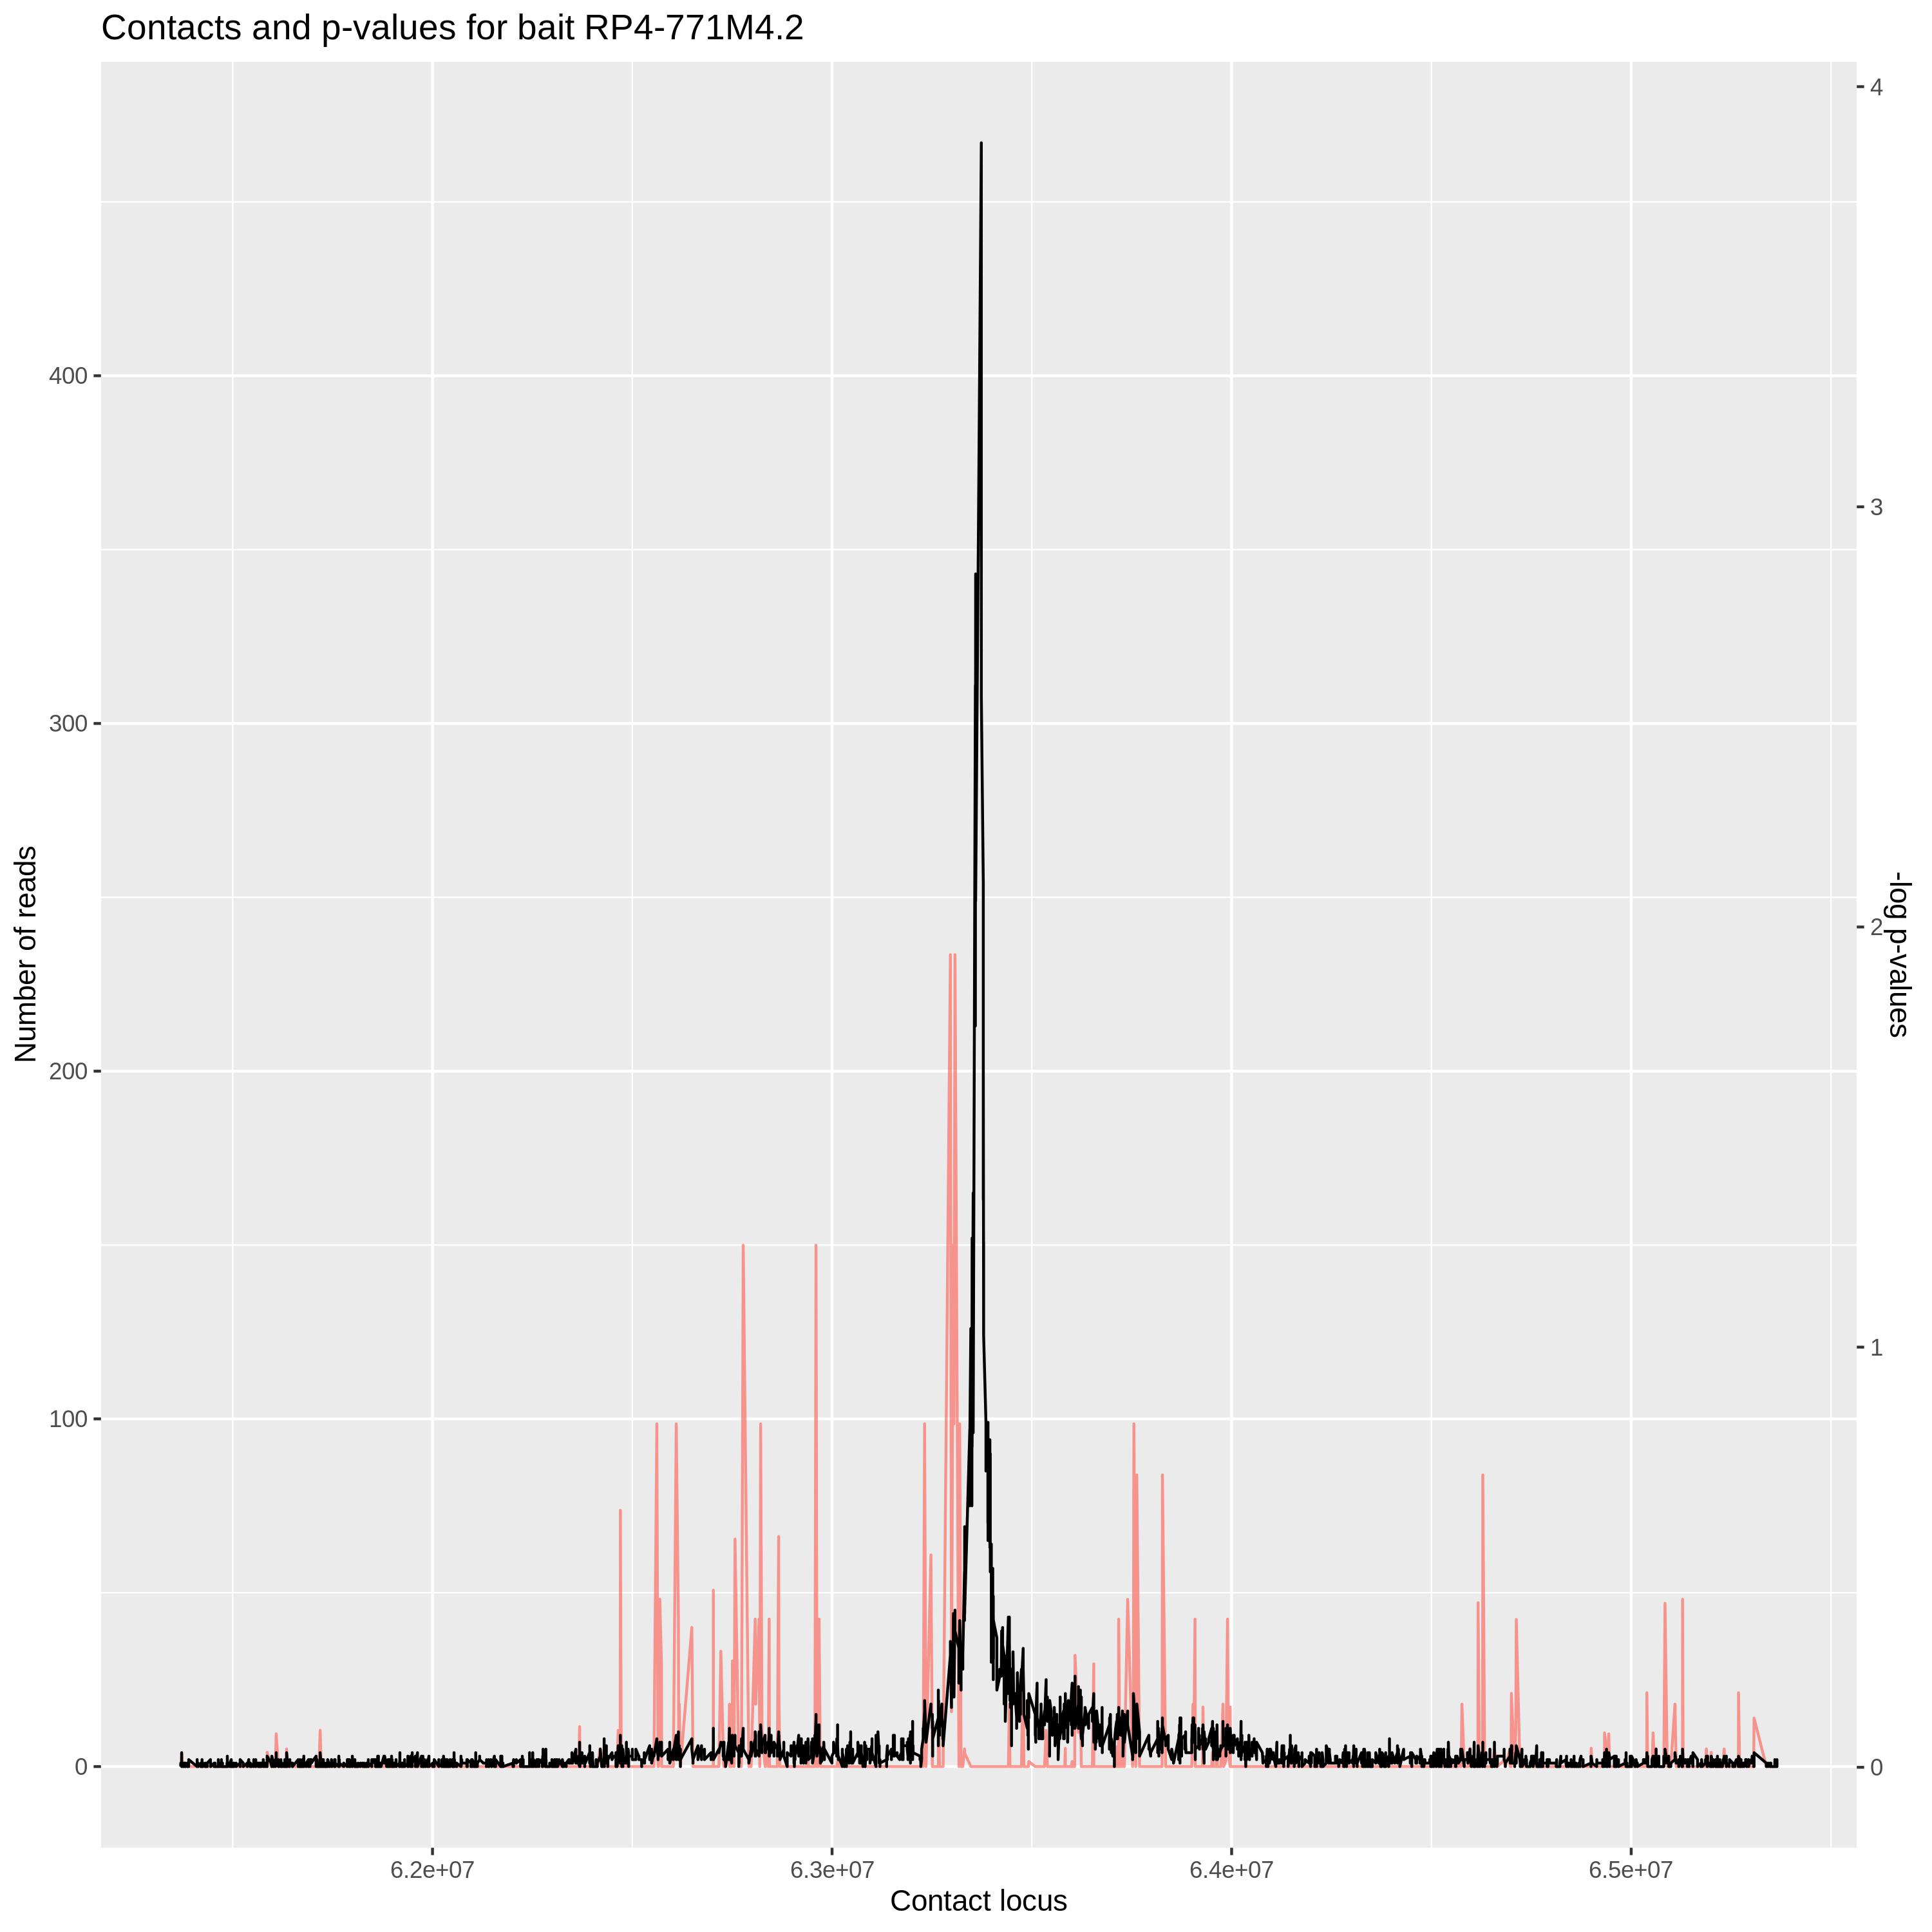 Contacts and p-values for bait RP4-771M4.2
Number of reads
400
300
200
100
0
4
3
2
1
0
-log p-values
6.2e+07 6.3e+07 6.4e+07 6.5e+07
Contact locus